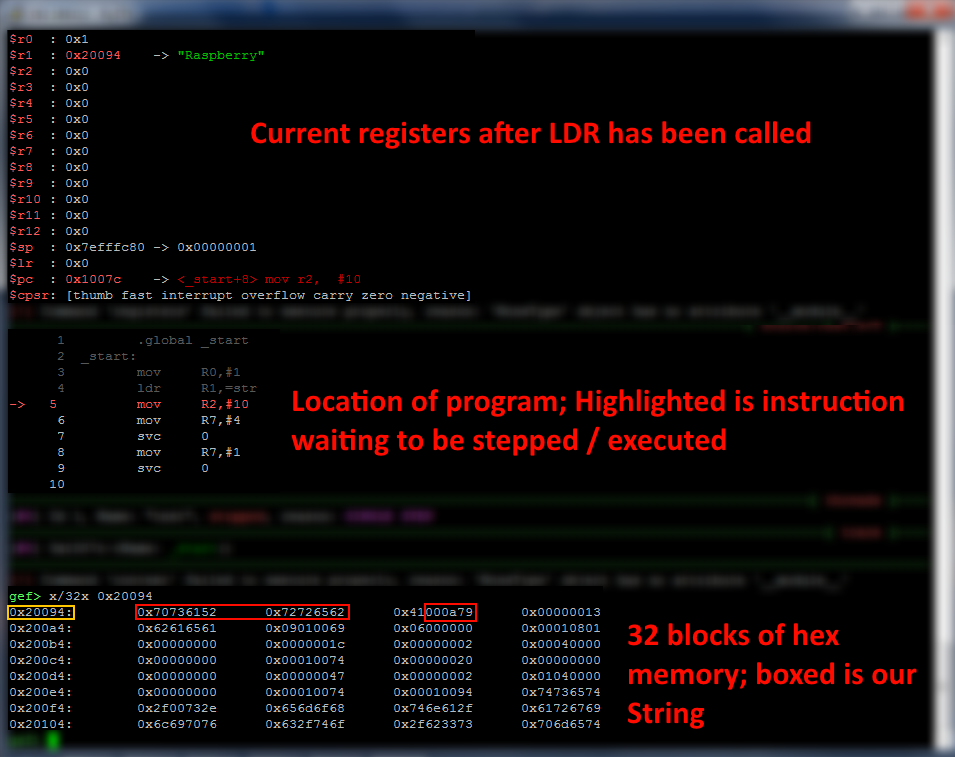 $r0 : 0x1
$r1 : 0x20094 -> "Raspberry"
$r2 : 0x0
$r3 : 0x0
$r4 : 0x0
$r5 : 0x0
$r6 : 0x0
$r7 : 0x0
$r8 : 0x0
$r9 : 0x0
$r10 : 0x0
$r11 : 0x0
$r12 : 0x0
$sp : 0x7efffc80 -> 0x00000001
$lr : 0x0
$pc : 0x1007c -> <_start+8> mov r2, #10
$cpsr: [thumb fast interrupt overflow carry zero negative]
Current registers after LDR has been called
1 .global _start
2 _start:
3 mov R0,#1
4 ldr R1,=str
-> 5 mov R2,#10
6 mov R7,#4
7 svc 0
8 mov R7,#1
9 svc 0
10
Location of program; Highlighted is instruction
waiting to be stepped / executed
gef> x/32x 0x20094
0x20094: 0x70736152 0x72726562 0x41000a79 0x00000013
0x200a4: 0x62616561 0x09010069 0x06000000 0x00010801
0x200b4: 0x00000000 0x0000001c 0x00000002 0x00040000
0x200c4: 0x00000000 0x00010074 0x00000020 0x00000000
0x200d4: 0x00000000 0x00000047 0x00000002 0x01040000
0x200e4: 0x00000000 0x00010074 0x00010094 0x74736574
0x200f4: 0x2f00732e 0x656d6f68 0x746e612f 0x61726769
0x20104: 0x6c697076 0x632f746f 0x2f623373 0x706d6574
32 blocks of hex
memory; boxed is our
String